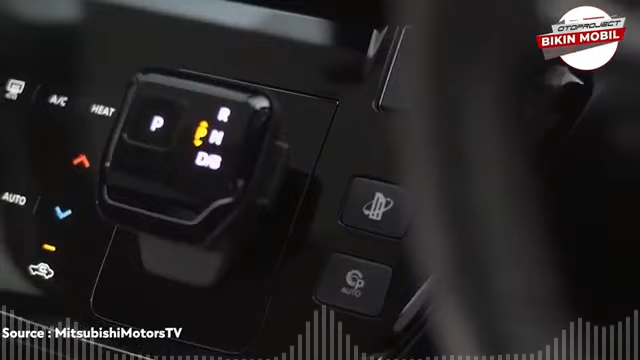 OTOPROJECT
BIKIN MOBIL
A/C
HEAT
P
R
P N
D/B
AUTO
P
AUTO
Source : MitsubishiMotorsTV